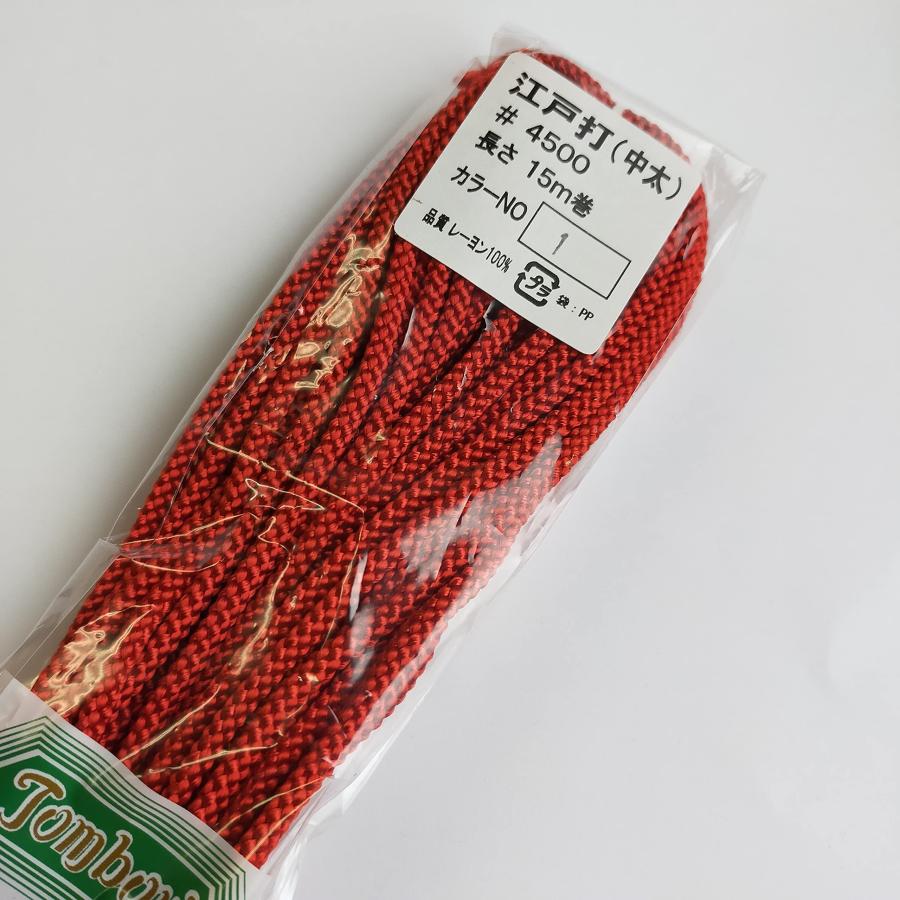 江戸打(中太)
# 4500
長さ 15m巻
カラーNO 1
品質 レーヨン100%
プラ 袋：PP